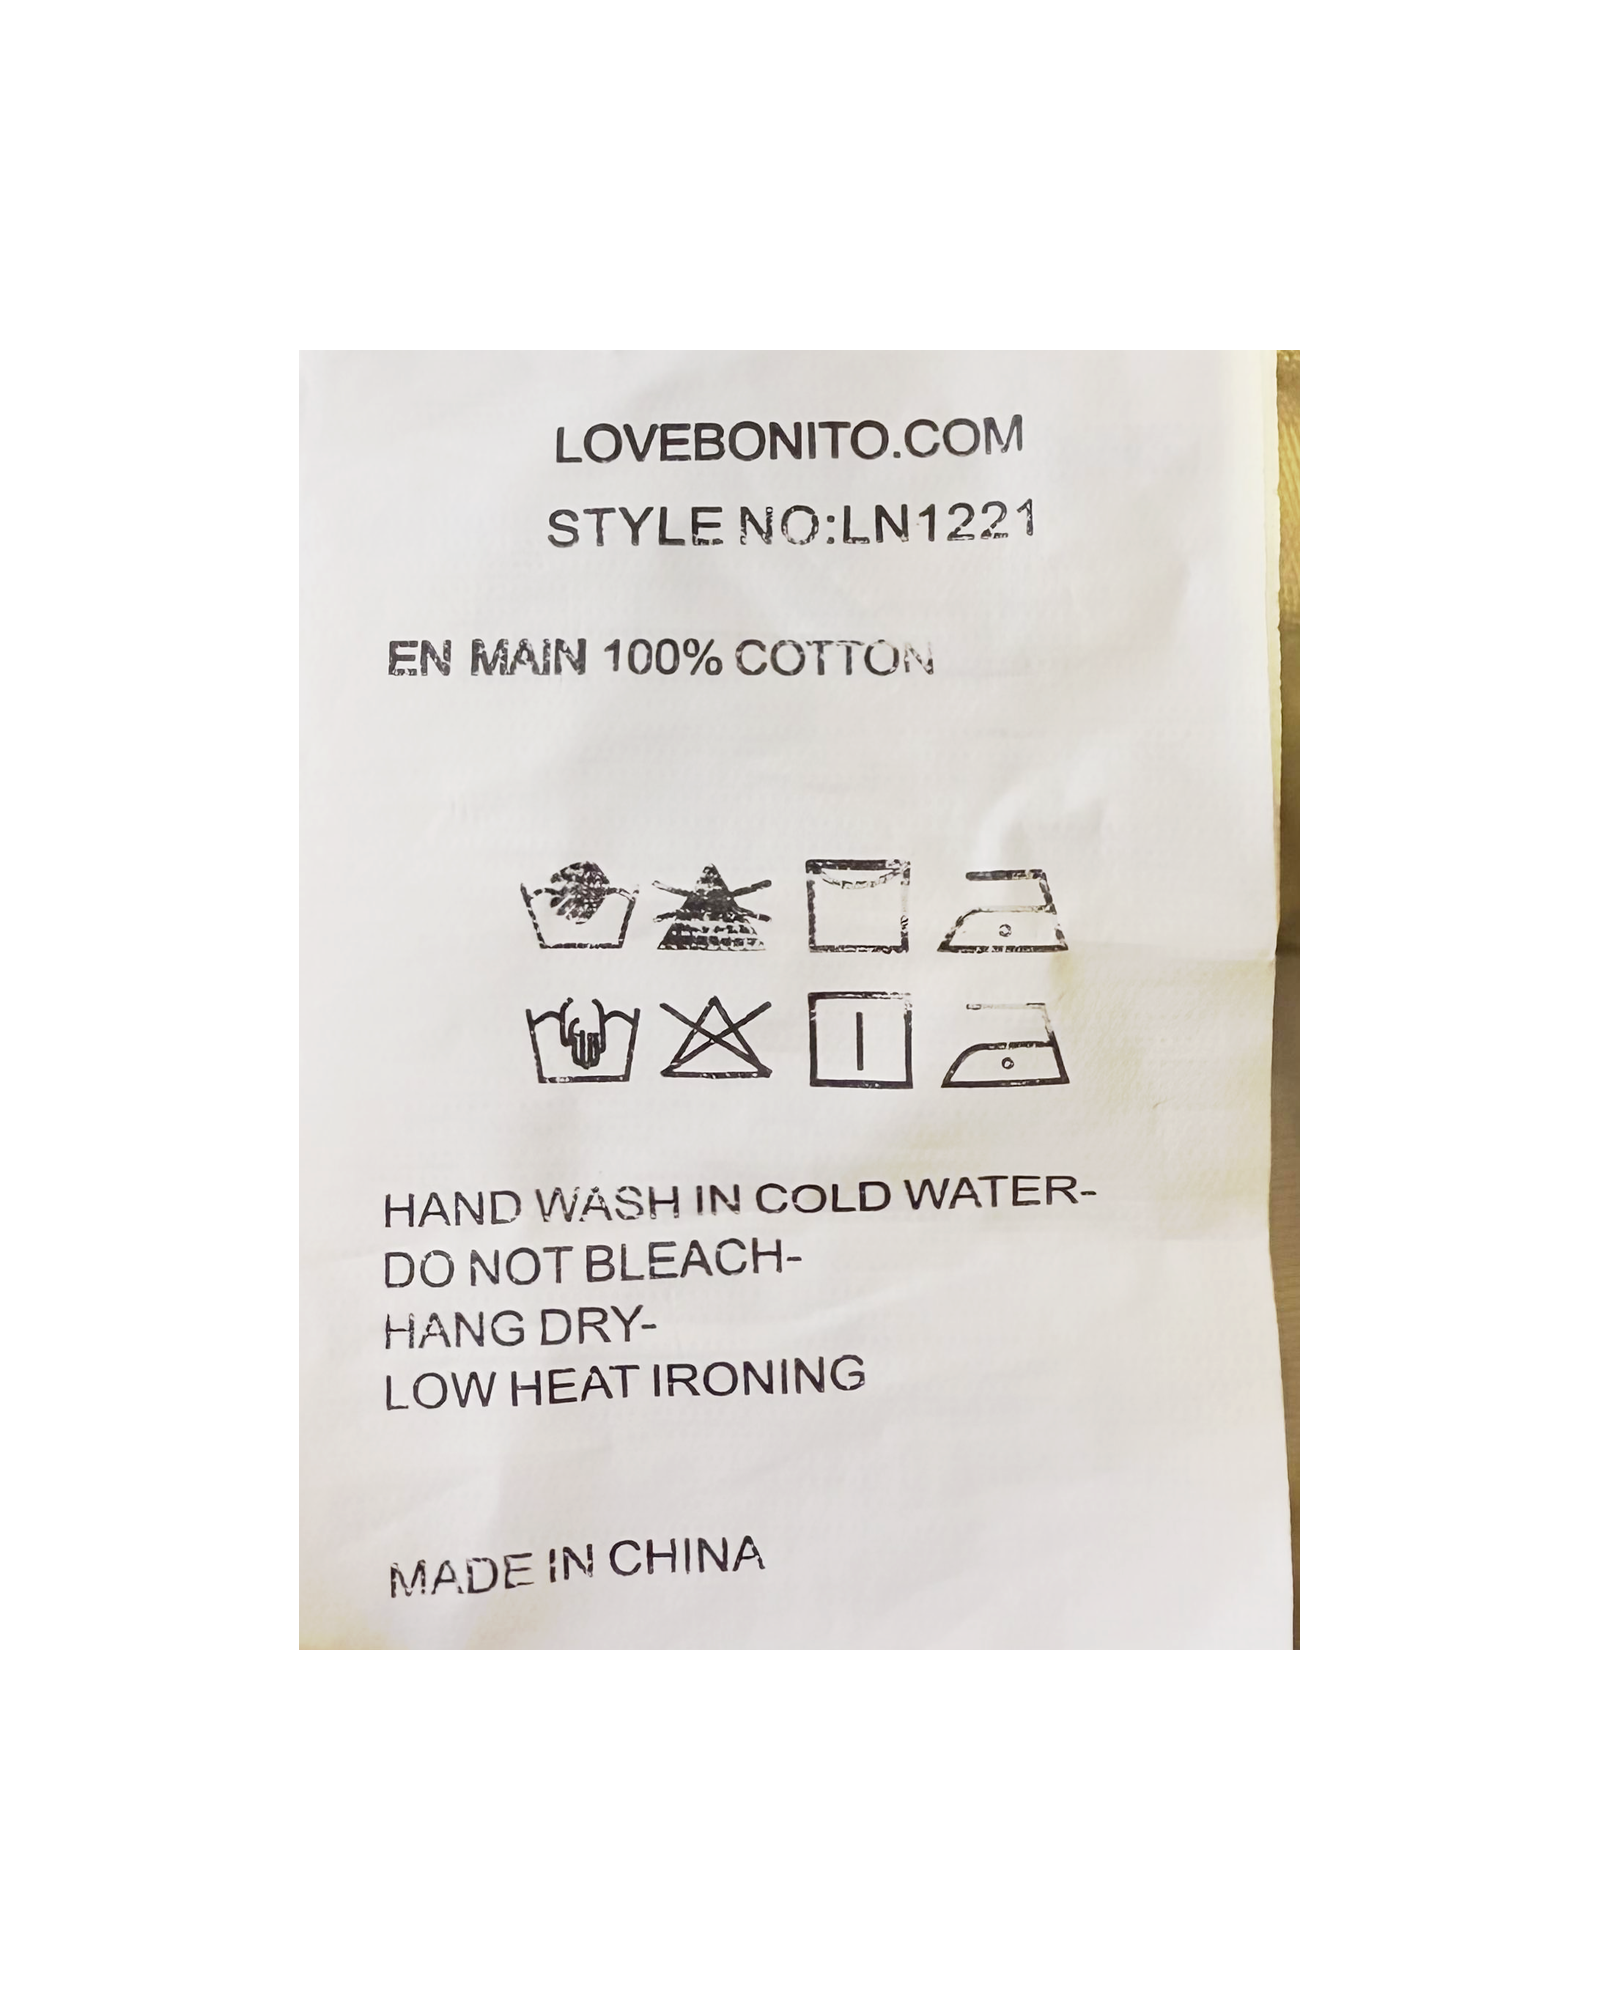 LOVEBONITO.COM
STYLE NO:LN1221
EN MAIN 100% COTTON
HAND WASH IN COLD WATER-
DO NOT BLEACH-
HANG DRY-
LOW HEAT IRONING
MADE IN CHINA